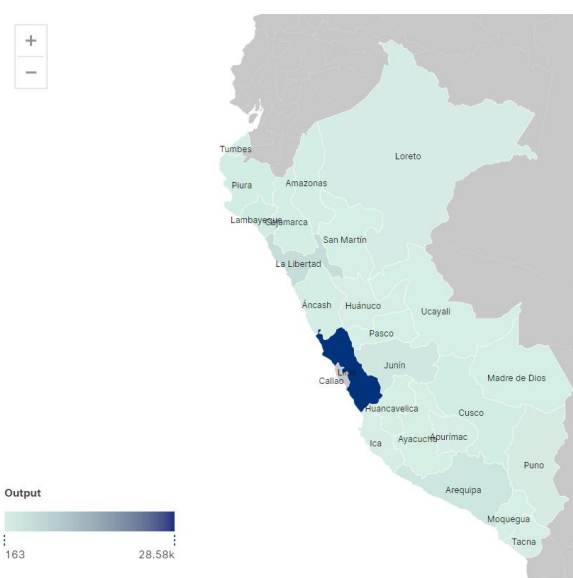 +
−
Tumbes
Loreto
Piura
Amazonas
Lambayeque
Cajamarca
San Martín
La Libertad
Áncash
Huánuco
Ucayali
Pasco
Junín
Callao
Madre de Dios
Huancavelica
Cusco
Ica
Ayacucho
Apurímac
Puno
Arequipa
Moquegua
Tacna
Output
163
28.58k